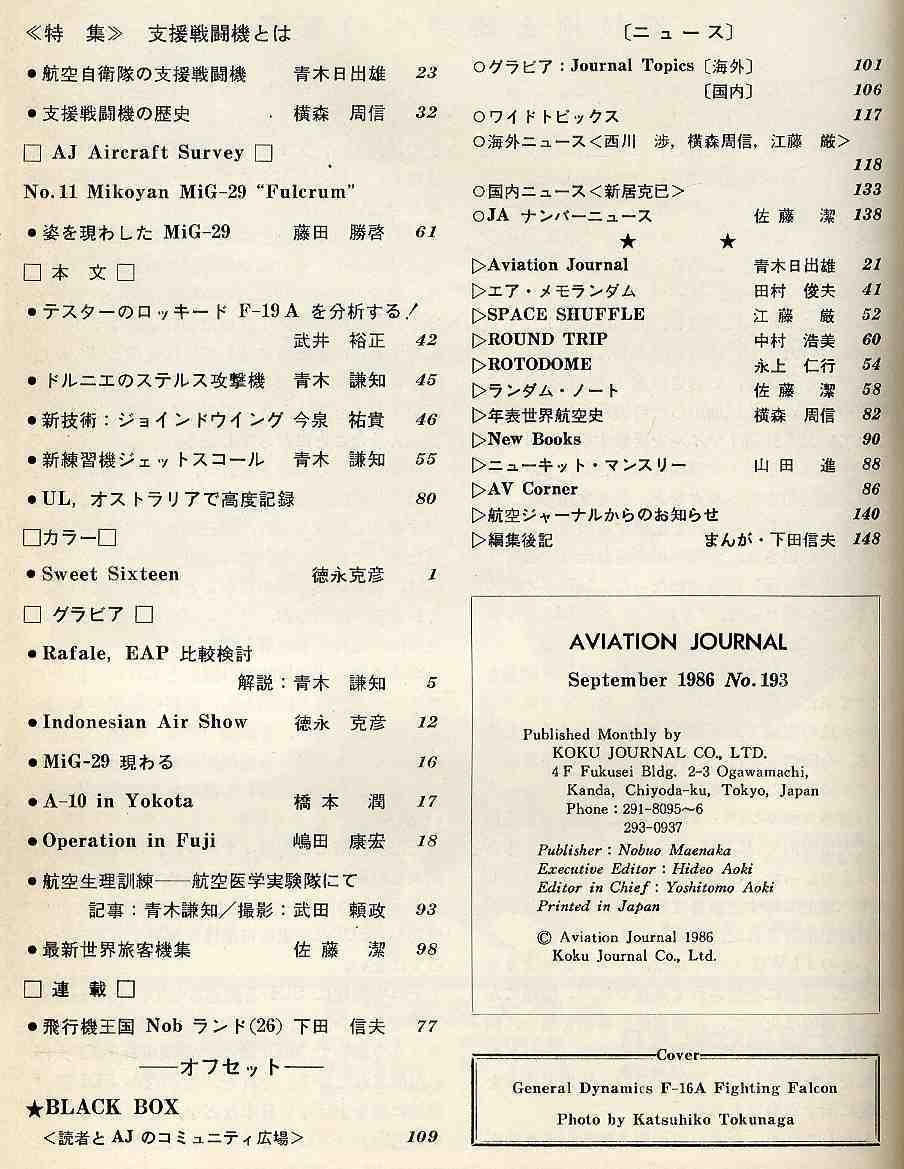 ≪特 集≫ 支援戦闘機とは
●航空自衛隊の支援戦闘機 青木日出雄 23
●支援戦闘機の歴史 横森 周信 32
□ AJ Aircraft Survey □
No.11 Mikoyan MiG-29 “Fulcrum”
●姿を現わした MiG-29 藤田 勝啓 61
□ 本 文 □
●テスターのロッキード F-19A を分析する!
武井 裕正 42
●ドルニエのステルス攻撃機 青木 謙知 45
●新技術:ジョインドウイング 今泉 祐貴 46
●新練習機ジェットスコール 青木 謙知 55
●UL, オストラリアで高度記録 80
□カラー□
●Sweet Sixteen 徳永克彦 1
□ グラビア □
●Rafale, EAP 比較検討
解説:青木 謙知 5
●Indonesian Air Show 徳永 克彦 12
●MiG-29 現わる 16
●A-10 in Yokota 橋本 潤 17
●Operation in Fuji 嶋田 康宏 18
●航空生理訓練——航空医学実験隊にて
記事:青木謙知/撮影:武田 頼政 93
●最新世界旅客機集 佐藤 潔 98
□ 連 載 □
●飛行機王国 Nob ランド(26) 下田 信夫 77
——オフセット——
★BLACK BOX
<読者と AJ のコミュニティ広場> 109
〔ニュース〕
○グラビア:Journal Topics〔海外〕 101
〔国内〕 106
○ワイドトピックス 117
○海外ニュース<西川 渉, 横森周信, 江藤 厳>
118
○国内ニュース<新居克已> 133
○JA ナンバーニュース 佐藤 潔 138
★ ★
▷Aviation Journal 青木日出雄 21
▷エア・メモランダム 田村 俊夫 41
▷SPACE SHUFFLE 江藤 厳 52
▷ROUND TRIP 中村 浩美 60
▷ROTODOME 永上 仁行 54
▷ランダム・ノート 佐藤 潔 58
▷年表世界航空史 横森 周信 82
▷New Books 90
▷ニューキット・マンスリー 山田 進 88
▷AV Corner 86
▷航空ジャーナルからのお知らせ 140
▷編集後記 まんが・下田信夫 148
AVIATION JOURNAL
September 1986 No.193
Published Monthly by
KOKU JOURNAL CO., LTD.
4F Fukusei Bldg. 2-3 Ogawamachi,
Kanda, Chiyoda-ku, Tokyo, Japan
Phone : 291-8095~6
293-0937
Publisher : Nobuo Maenaka
Executive Editor : Hideo Aoki
Editor in Chief : Yoshitomo Aoki
Printed in Japan
© Aviation Journal 1986
Koku Journal Co., Ltd.
Cover
General Dynamics F-16A Fighting Falcon
Photo by Katsuhiko Tokunaga